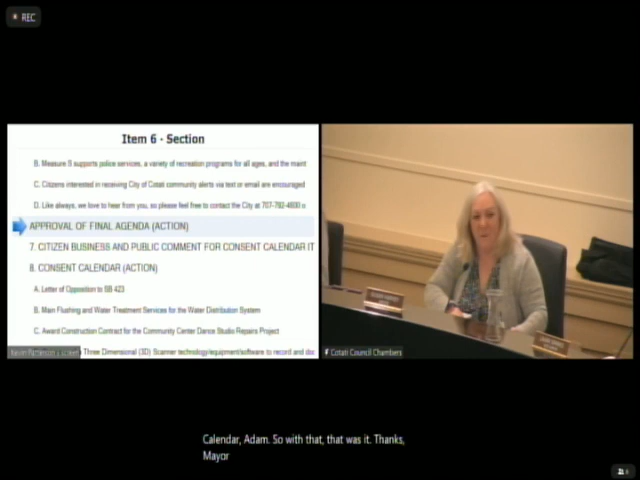 REC
Item 6 - Section
B. Measure S supports police services, a variety of recreation programs for all ages, and the maint
C. Citizens interested in receiving City of Cotati community alerts via text or email are encouraged
D. Like always, we love to hear from you, so please feel free to contact the City at 707-792-4600 o
APPROVAL OF FINAL AGENDA (ACTION)
7. CITIZEN BUSINESS AND PUBLIC COMMENT FOR CONSENT CALENDAR IT
8. CONSENT CALENDAR (ACTION)
A. Letter of Opposition to SB 423
B. Main Flushing and Water Treatment Services for the Water Distribution System
C. Award Construction Contract for the Community Center Dance Studio Repairs Project
Three Dimensional (3D) Scanner technology/equipment/software to record and doc
Cotati Council Chambers
Calendar, Adam. So with that, that was it. Thanks,
Mayor